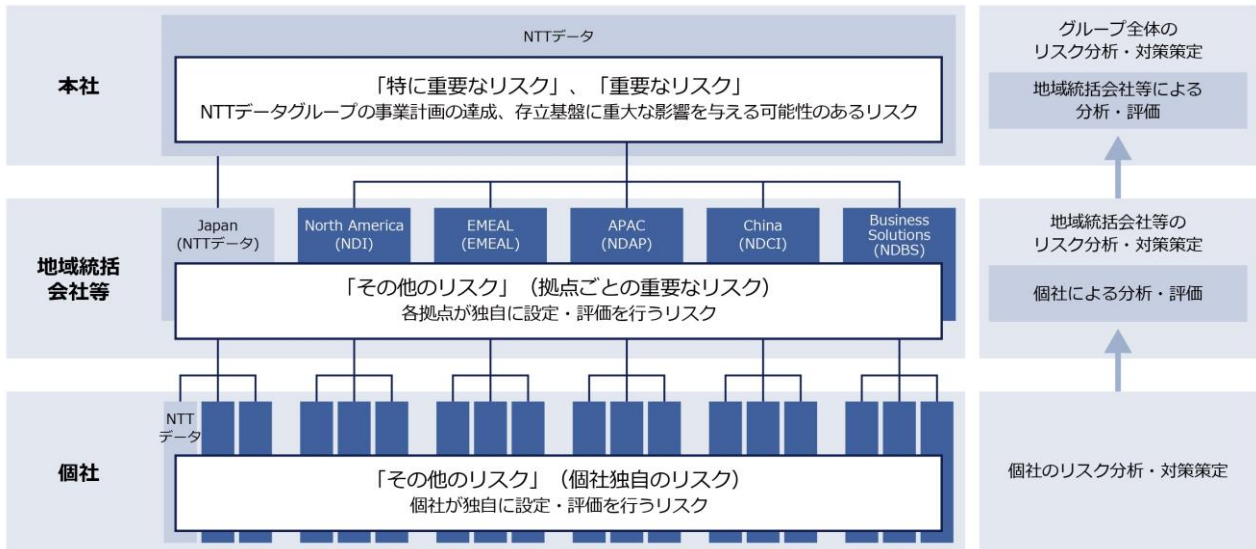 本社
NTTデータ
「特に重要なリスク」、「重要なリスク」
NTTデータグループの事業計画の達成、存立基盤に重大な影響を与える可能性のあるリスク
グループ全体の
リスク分析・対策策定
地域統括会社等による
分析・評価
地域統括
会社等
Japan
(NTTデータ)
North America
(NDI)
EMEAL
(EMEAL)
APAC
(NDAP)
China
(NDCI)
Business
Solutions
(NDBS)
「その他のリスク」（拠点ごとの重要なリスク）
各拠点が独自に設定・評価を行うリスク
地域統括会社等の
リスク分析・対策策定
個社による分析・評価
個社
NTT
データ
「その他のリスク」（個社独自のリスク）
個社が独自に設定・評価を行うリスク
個社のリスク分析・対策策定